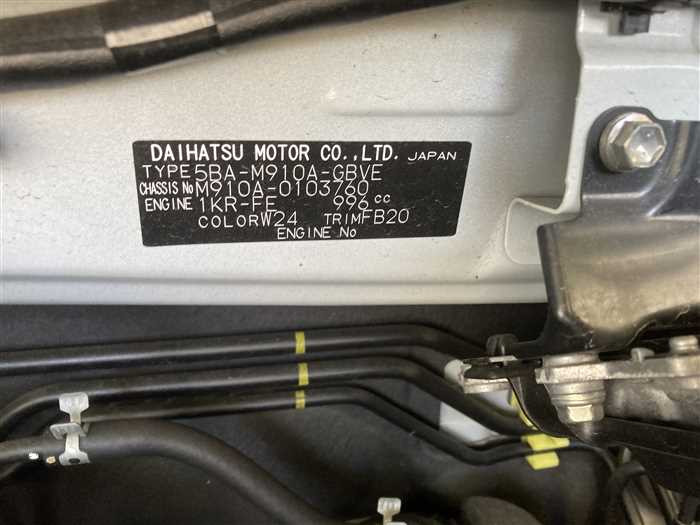 DAIHATSU MOTOR CO.,LTD. JAPAN
TYPE 5BA-M910A-GBVE
CHASSIS No M910A-0103760
ENGINE 1KR-FE 996 cc
COLOR W24 TRIM FB20
ENGINE No